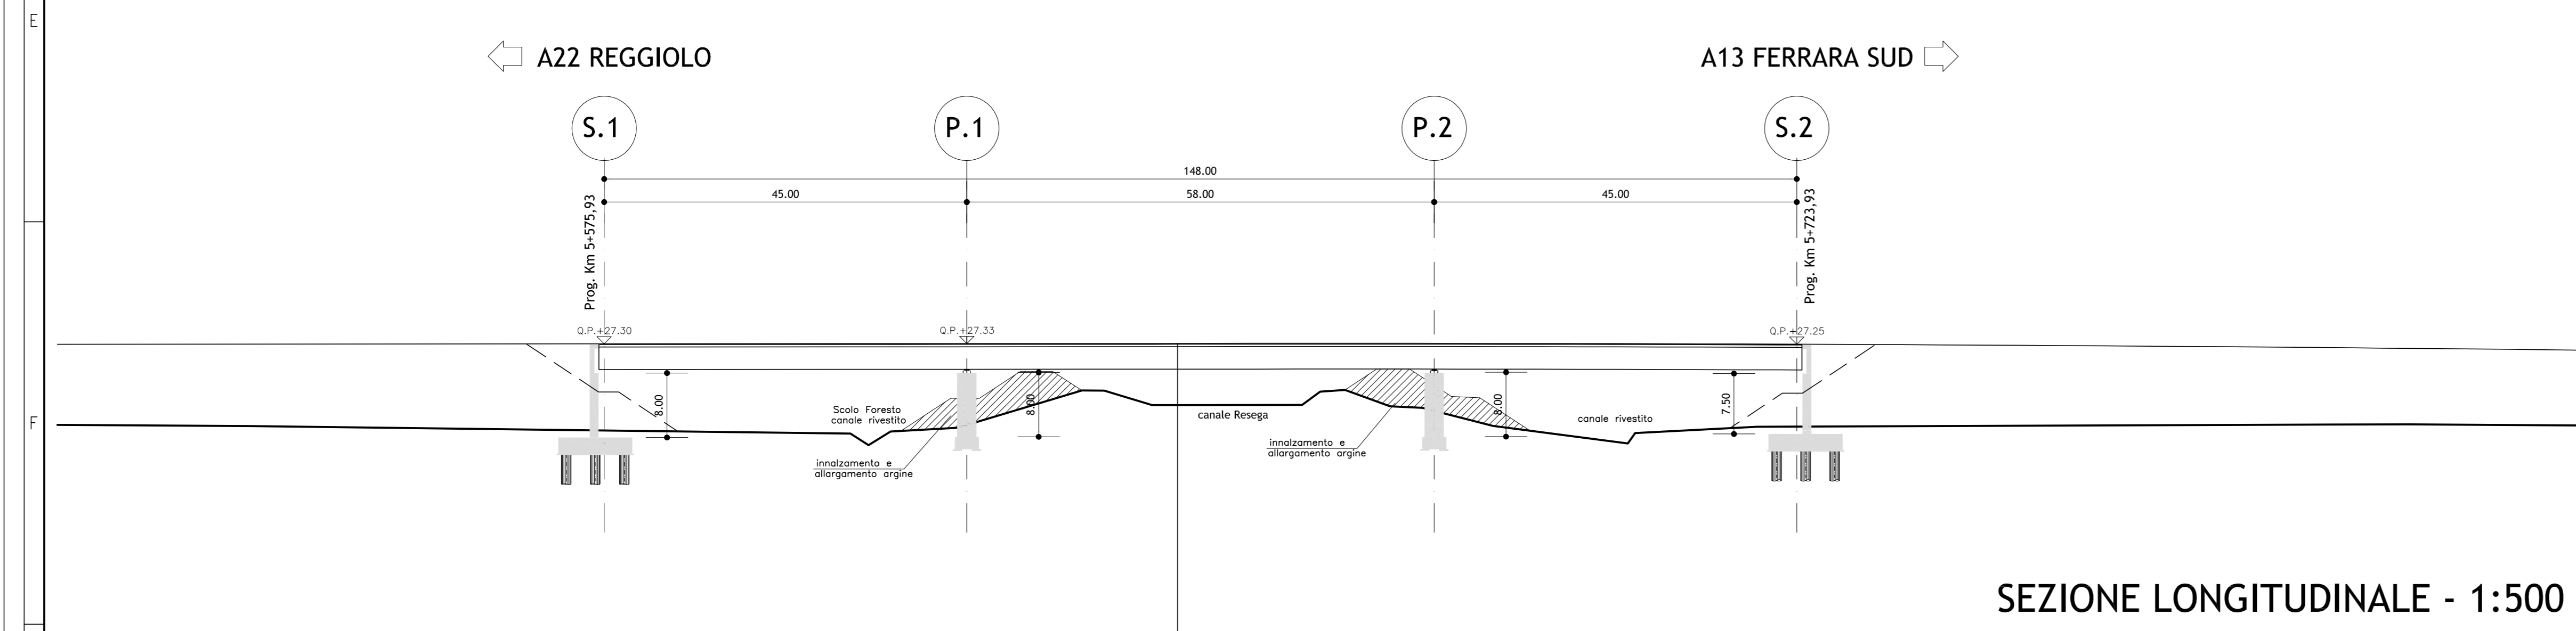 E
A22 REGGIOLO
A13 FERRARA SUD
S.1
P.1
P.2
S.2
148.00
45.00
58.00
45.00
Prog. Km 5+575,93
Prog. Km 5+723,93
Q.P.+27.30
Q.P.+27.33
Q.P.+27.25
8.00
8.00
8.00
7.50
F
Scolo Foresto
canale rivestito
canale Resega
canale rivestito
innalzamento e
allargamento argine
innalzamento e
allargamento argine
SEZIONE LONGITUDINALE - 1:500